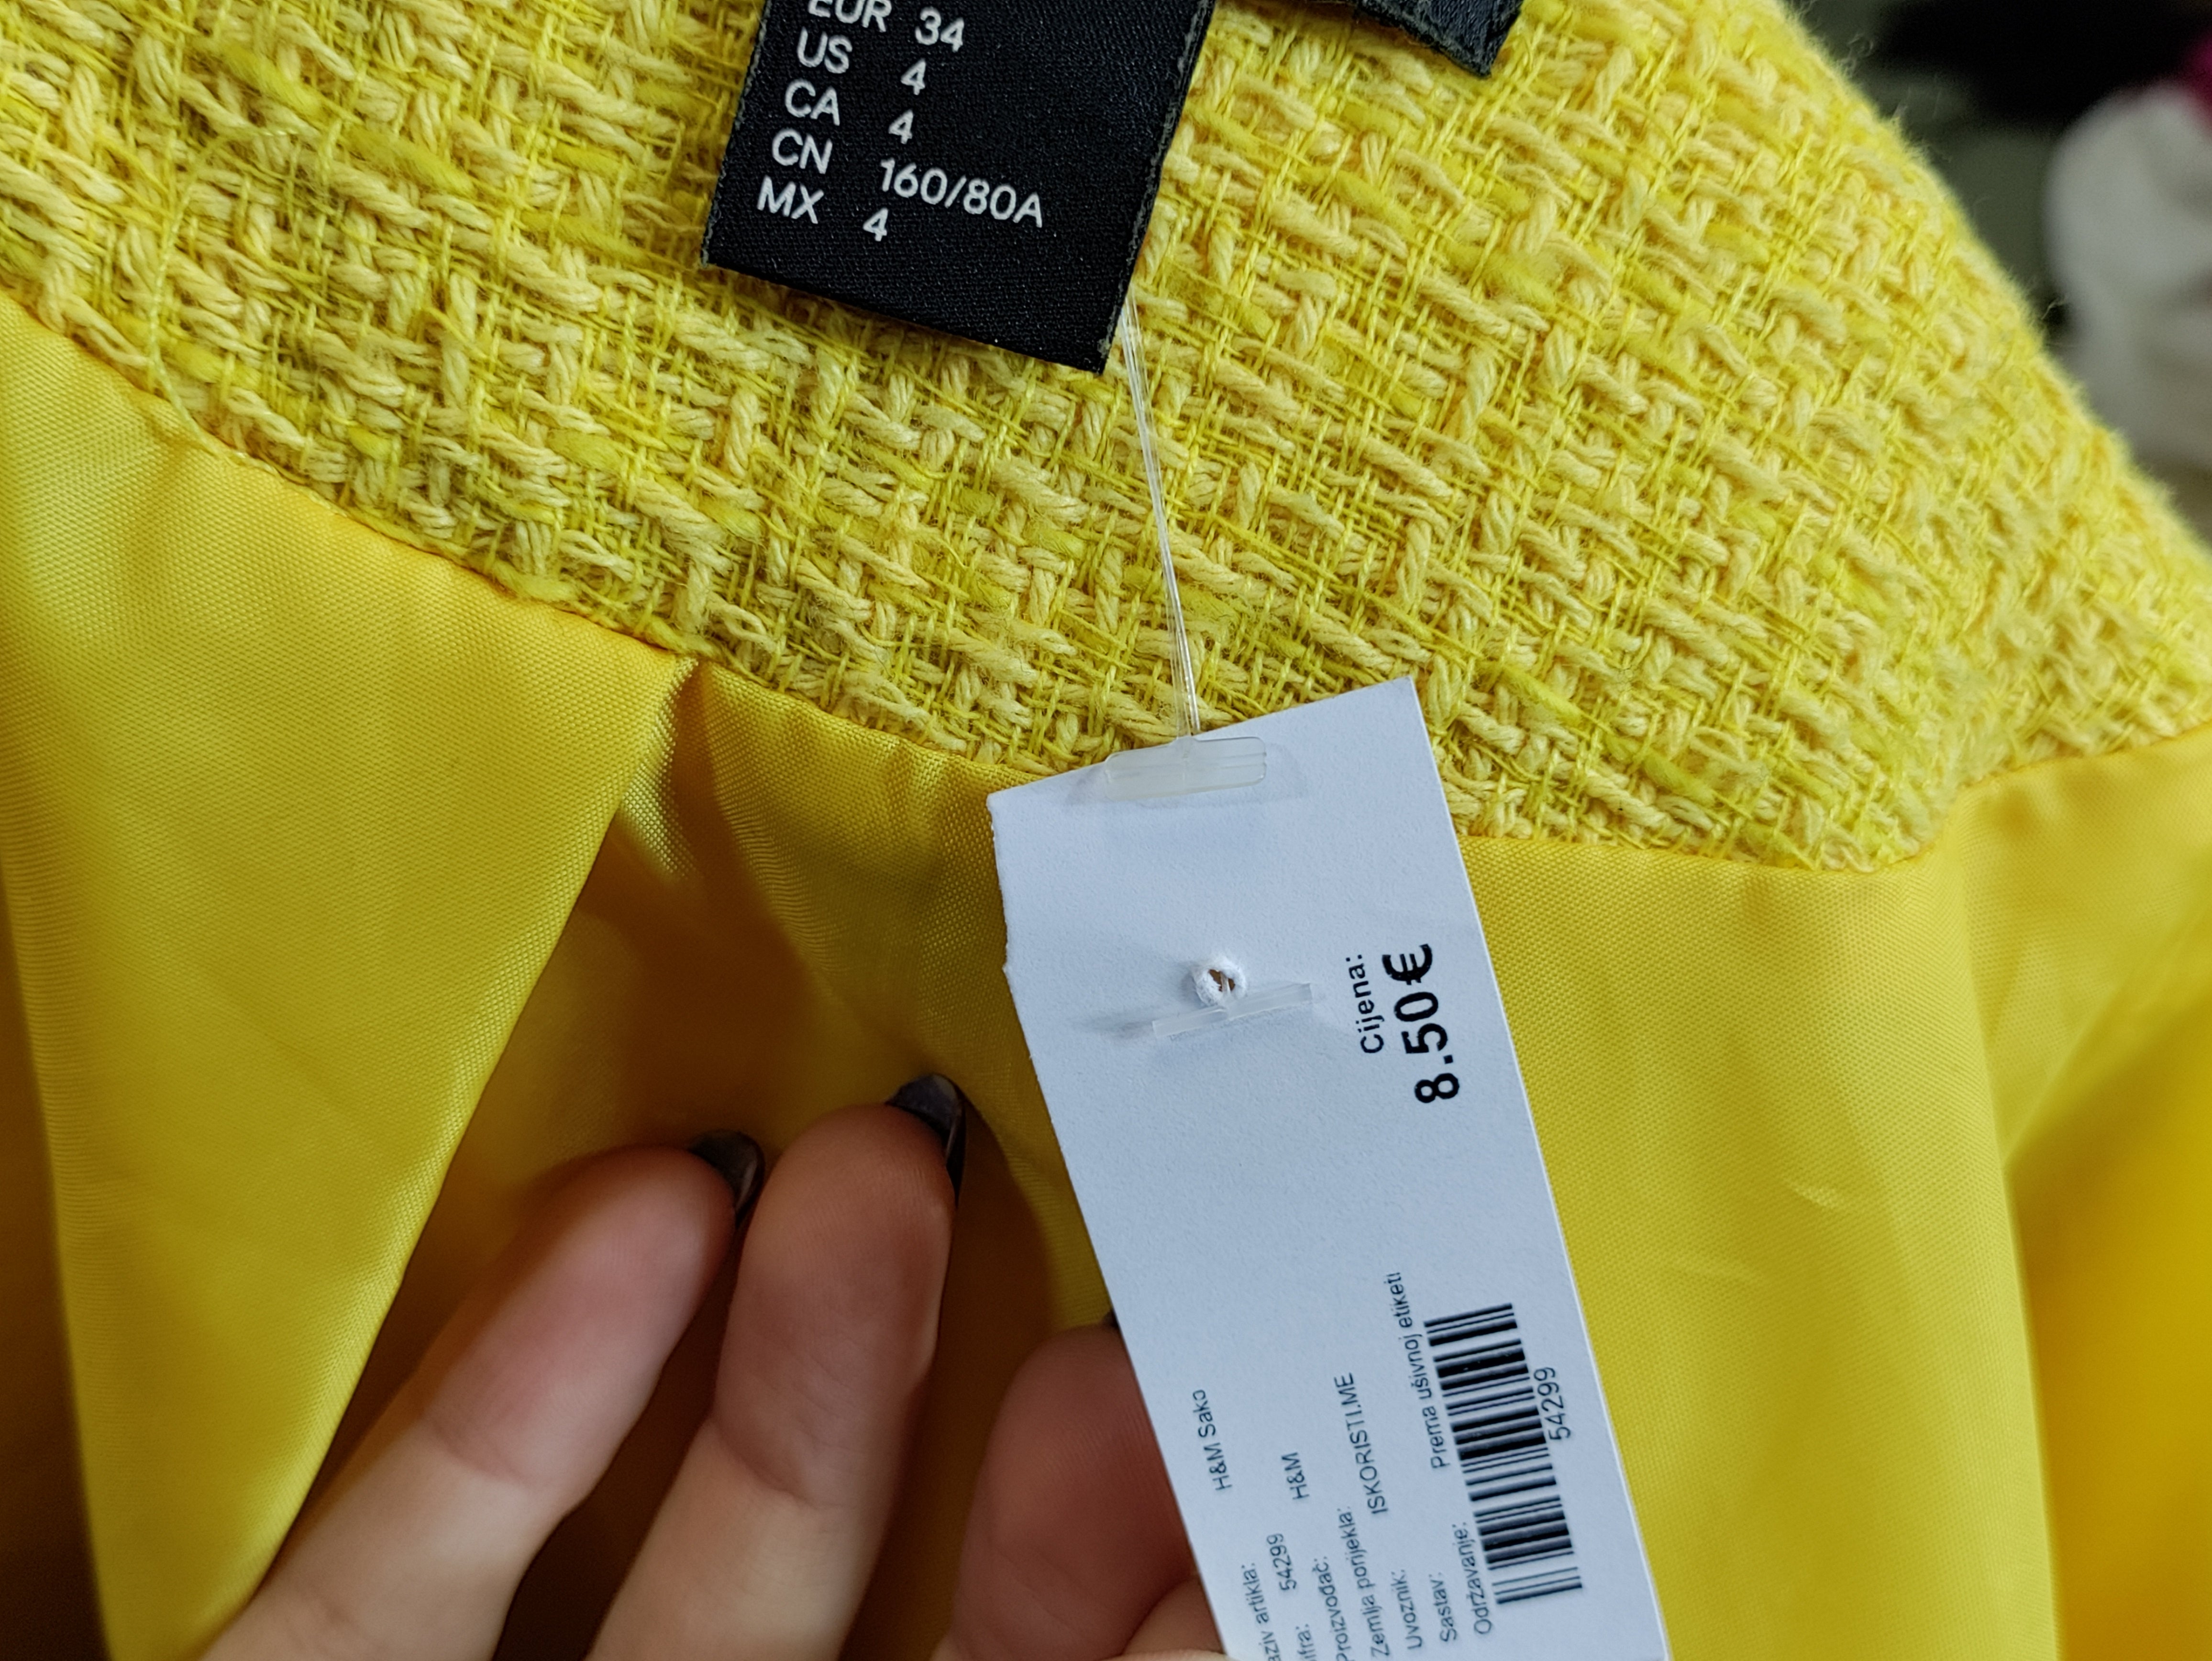 EUR 34
US 4
CA 4
CN 160/80A
MX 4
Cijena:
8.50€
artikla: H&M Sako
54299
Proizvođač: H&M
Zemlja porijekla:
Uvoznik: ISKORISTI.ME
Sastav:
Održavanje: Prema ušivnoj etiketi
54299